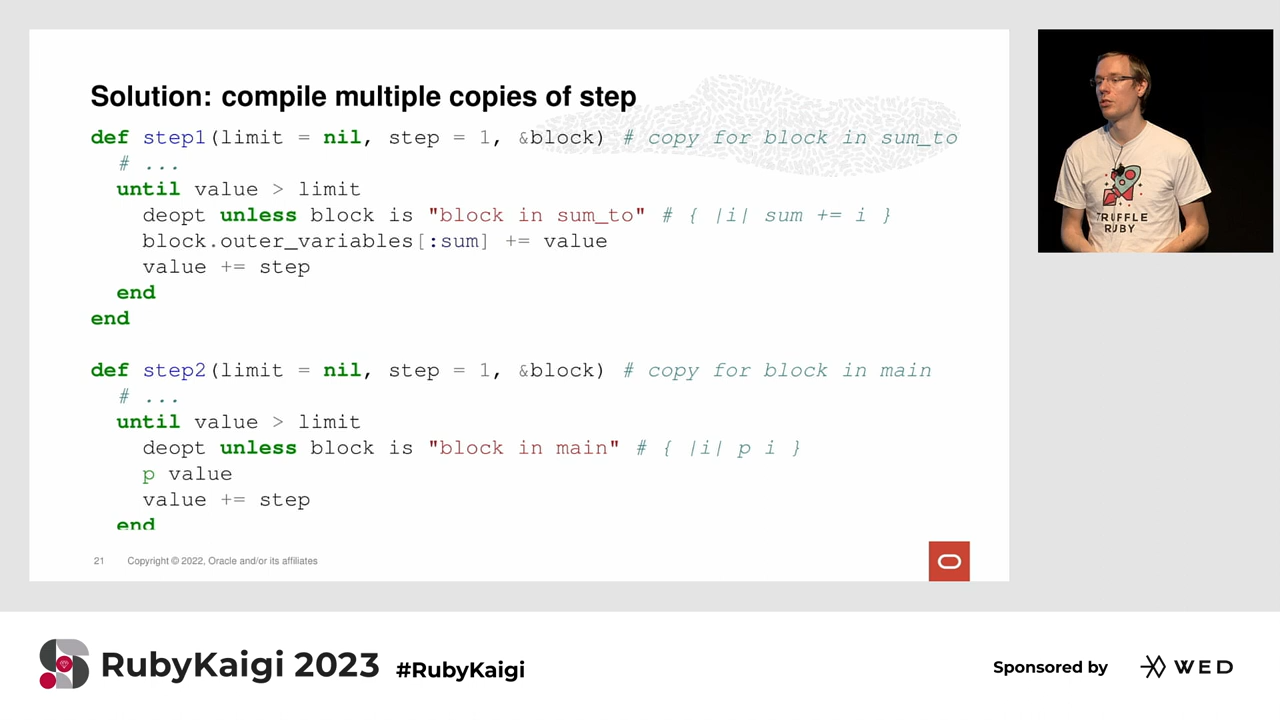 Solution: compile multiple copies of step
def step1(limit = nil, step = 1, &block) # copy for block in sum_to
# ...
until value > limit
deopt unless block is "block in sum_to" # { |i| sum += i }
block.outer_variables[:sum] += value
value += step
end
end
def step2(limit = nil, step = 1, &block) # copy for block in main
# ...
until value > limit
deopt unless block is "block in main" # { |i| p i }
p value
value += step
end
21 Copyright © 2022, Oracle and/or its affiliates
TRUFFLE
RUBY
RubyKaigi 2023 #RubyKaigi
Sponsored by WED